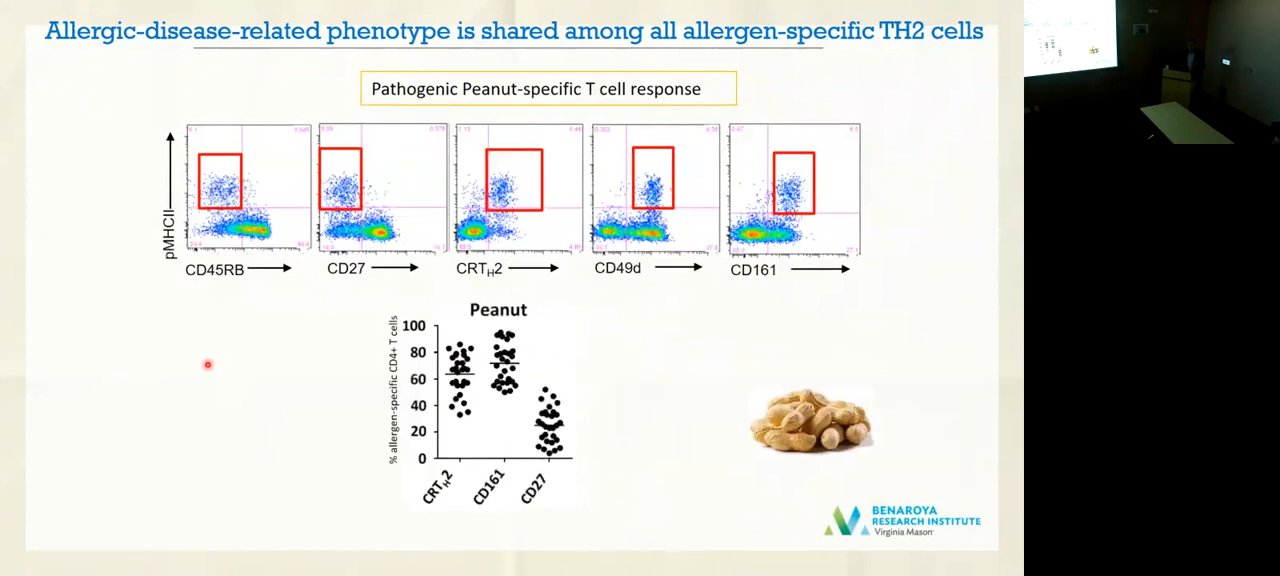 Allergic-disease-related phenotype is shared among all allergen-specific TH2 cells
Pathogenic Peanut-specific T cell response
pMHCII
CD45RB
CD27
CRTH2
CD49d
CD161
Peanut
% allergen-specific CD4+ T cells
100
80
60
40
20
0
CRTH2
CD161
CD27
BENAROYA
RESEARCH INSTITUTE
Virginia Mason